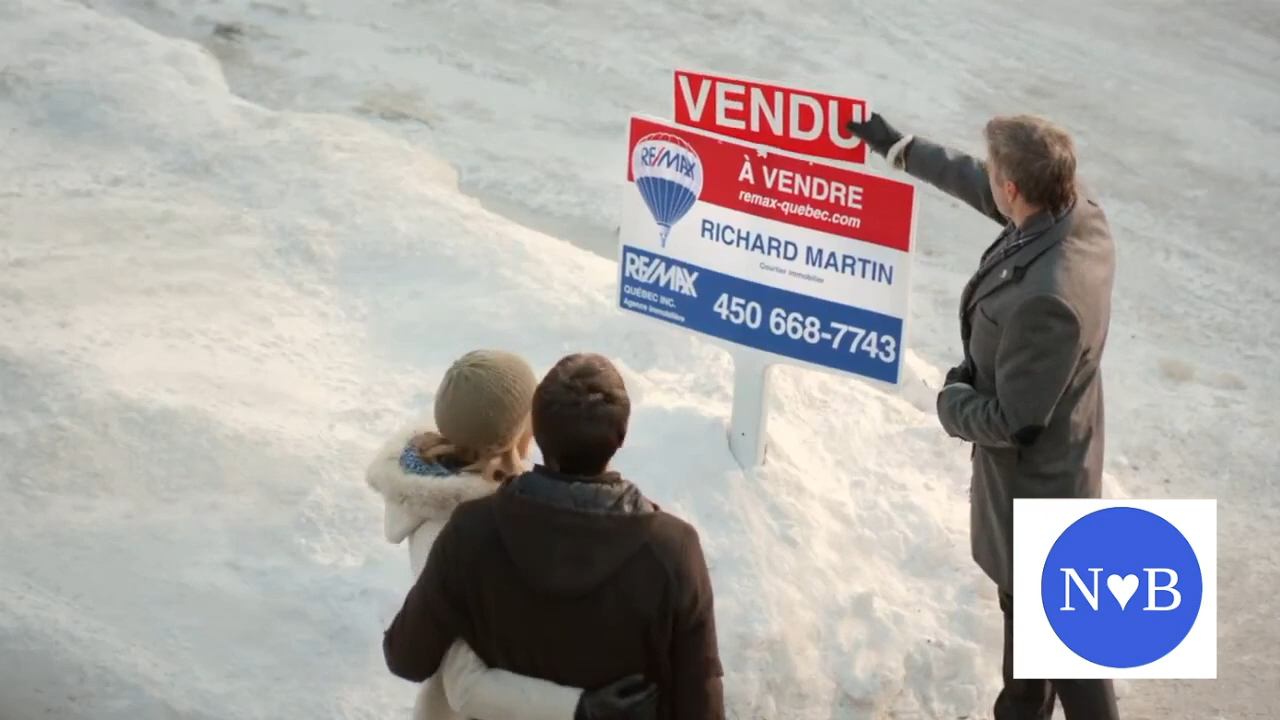 VENDU
RE/MAX
À VENDRE
remax-quebec.com
RICHARD MARTIN
Courtier immobilier
RE/MAX
QUÉBEC INC.
Agence immobilière
450 668-7743
N♥B